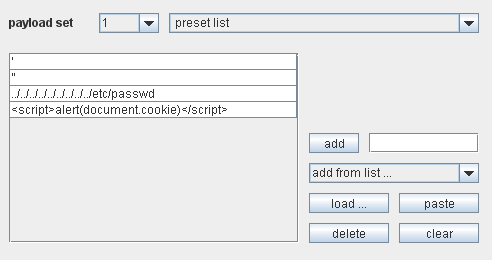 payload set 1 preset list
'
"
../../../../../../../../../../etc/passwd
<script>alert(document.cookie)</script>
add
add from list ...
load ... paste
delete clear